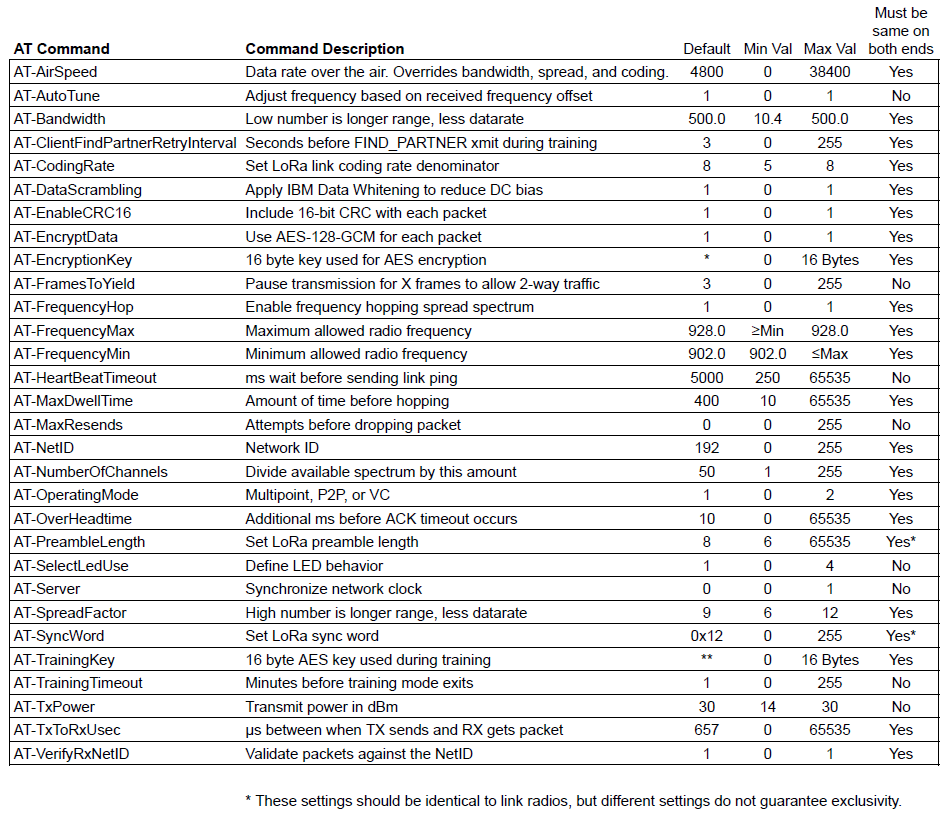 Must be
same on
AT Command Command Description Default Min Val Max Val both ends
AT-AirSpeed Data rate over the air. Overrides bandwidth, spread, and coding. 4800 0 38400 Yes
AT-AutoTune Adjust frequency based on received frequency offset 1 0 1 No
AT-Bandwidth Low number is longer range, less datarate 500.0 10.4 500.0 Yes
AT-ClientFindPartnerRetryInterval Seconds before FIND_PARTNER xmit during training 3 0 255 Yes
AT-CodingRate Set LoRa link coding rate denominator 8 5 8 Yes
AT-DataScrambling Apply IBM Data Whitening to reduce DC bias 1 0 1 Yes
AT-EnableCRC16 Include 16-bit CRC with each packet 1 0 1 Yes
AT-EncryptData Use AES-128-GCM for each packet 1 0 1 Yes
AT-EncryptionKey 16 byte key used for AES encryption * 0 16 Bytes Yes
AT-FramesToYield Pause transmission for X frames to allow 2-way traffic 3 0 255 No
AT-FrequencyHop Enable frequency hopping spread spectrum 1 0 1 Yes
AT-FrequencyMax Maximum allowed radio frequency 928.0 ≥Min 928.0 Yes
AT-FrequencyMin Minimum allowed radio frequency 902.0 902.0 ≤Max Yes
AT-HeartBeatTimeout ms wait before sending link ping 5000 250 65535 No
AT-MaxDwellTime Amount of time before hopping 400 10 65535 Yes
AT-MaxResends Attempts before dropping packet 0 0 255 No
AT-NetID Network ID 192 0 255 Yes
AT-NumberOfChannels Divide available spectrum by this amount 50 1 255 Yes
AT-OperatingMode Multipoint, P2P, or VC 1 0 2 Yes
AT-OverHeadtime Additional ms before ACK timeout occurs 10 0 65535 Yes
AT-PreambleLength Set LoRa preamble length 8 6 65535 Yes*
AT-SelectLedUse Define LED behavior 1 0 4 No
AT-Server Synchronize network clock 0 0 1 No
AT-SpreadFactor High number is longer range, less datarate 9 6 12 Yes
AT-SyncWord Set LoRa sync word 0x12 0 255 Yes*
AT-TrainingKey 16 byte AES key used during training ** 0 16 Bytes Yes
AT-TrainingTimeout Minutes before training mode exits 1 0 255 No
AT-TxPower Transmit power in dBm 30 14 30 No
AT-TxToRxUsec µs between when TX sends and RX gets packet 657 0 65535 Yes
AT-VerifyRxNetID Validate packets against the NetID 1 0 1 Yes
* These settings should be identical to link radios, but different settings do not guarantee exclusivity.